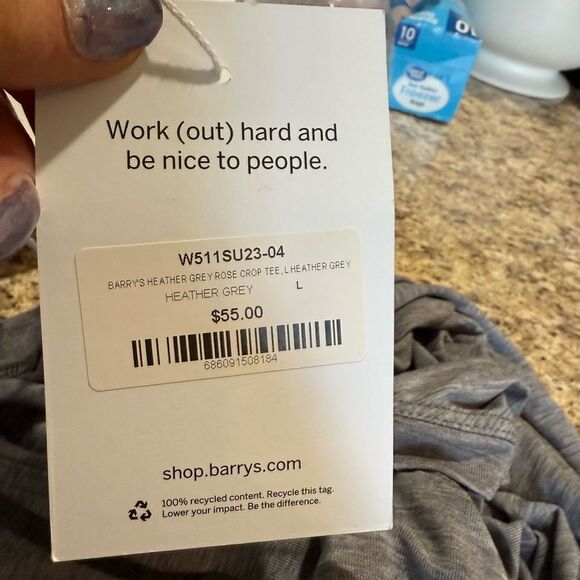 10
Freezer
Bags
Work (out) hard and
be nice to people.
W511SU23-04
BARRY'S HEATHER GREY ROSE CROP TEE, L HEATHER GREY
HEATHER GREY L
$55.00
686091508184
shop.barrys.com
100% recycled content. Recycle this tag.
Lower your impact. Be the difference.